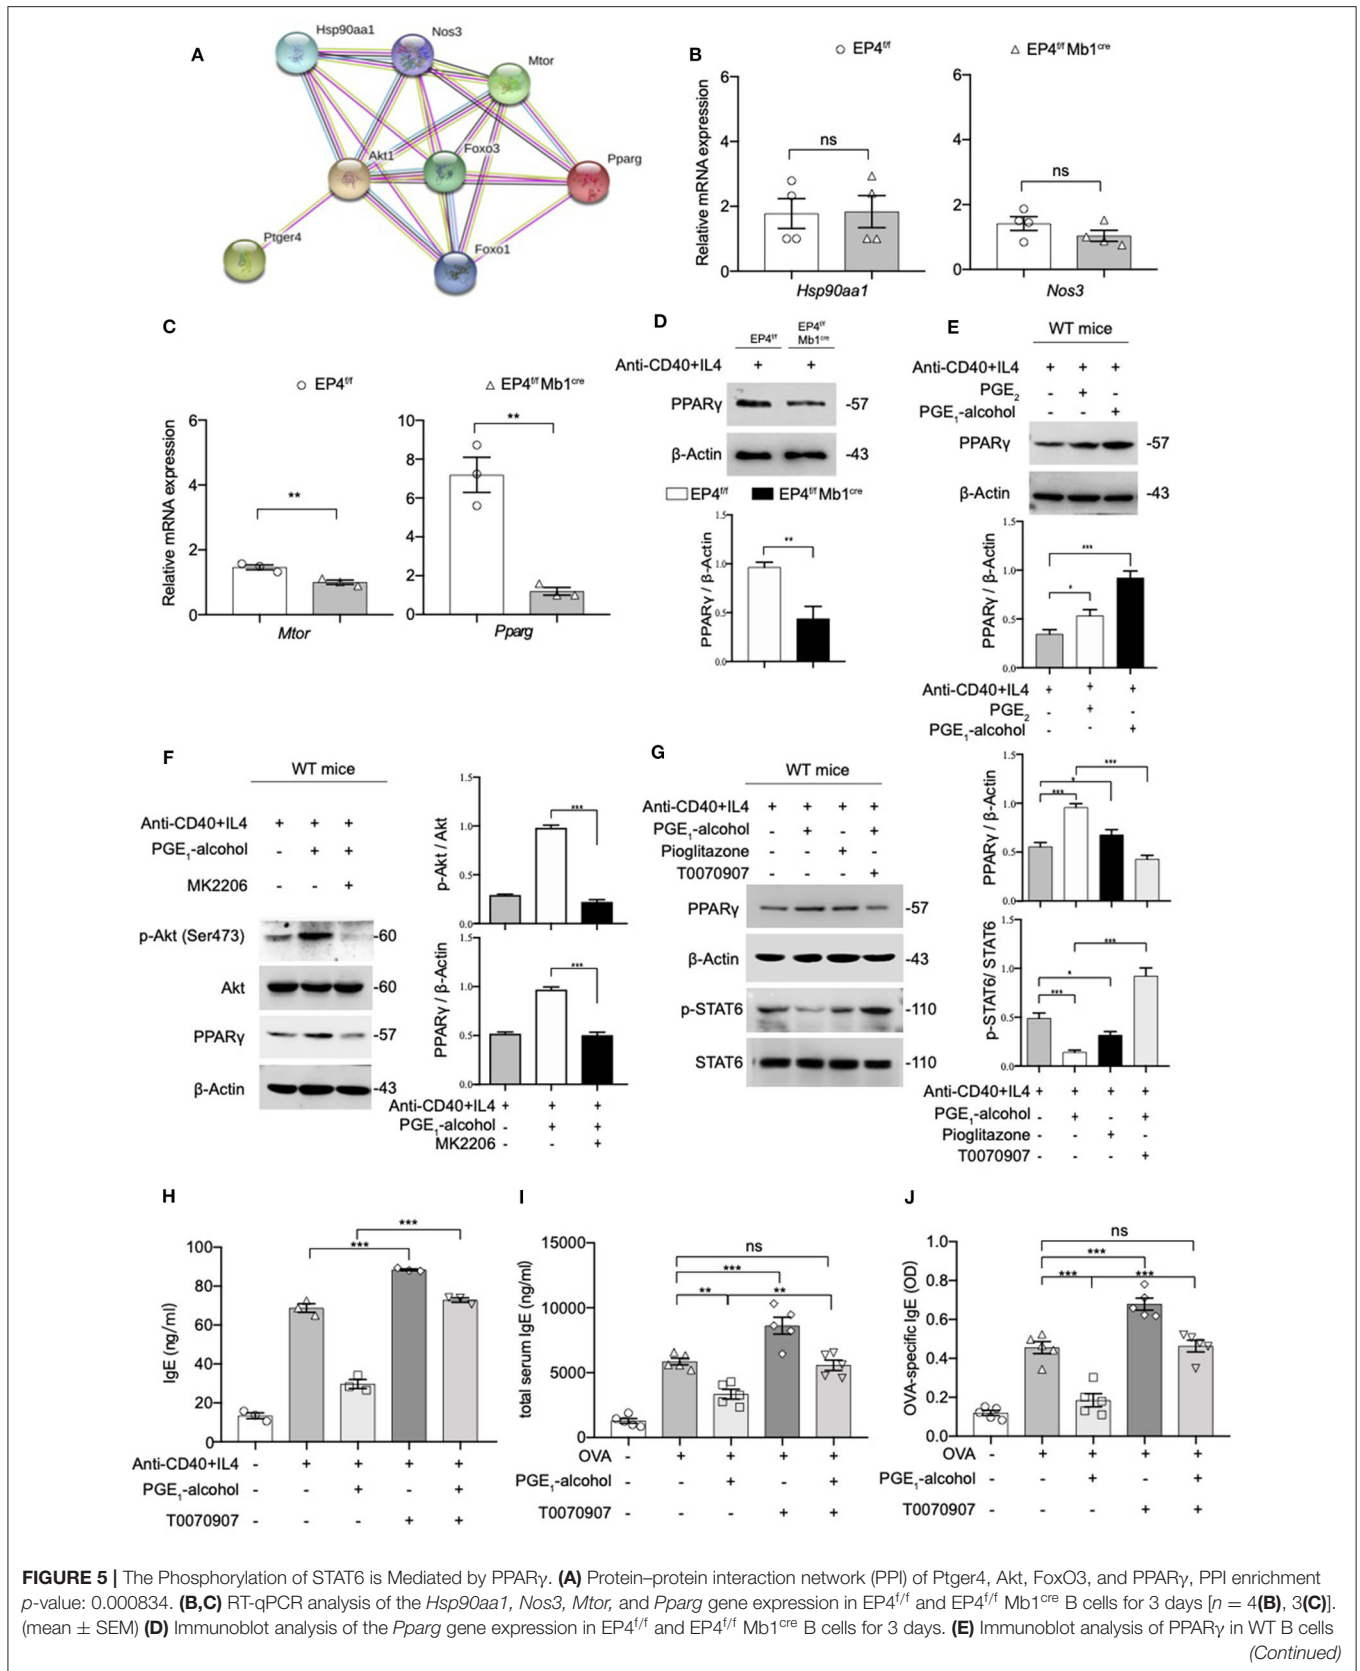 A
Hsp90aa1
Nos3
Mtor
Akt1
Foxo3
Pparg
Ptger4
Foxo1
B
○ EP4f/f
△ EP4f/f Mb1cre
Relative mRNA expression
6
4
2
0
ns
Hsp90aa1
6
4
2
0
ns
Nos3
C
○ EP4f/f
△ EP4f/f Mb1cre
Relative mRNA expression
6
4
2
0
**
Mtor
10
8
6
4
2
0
**
Pparg
D
EP4f/f
EP4f/f
Mb1cre
Anti-CD40+IL4 + +
PPARγ -57
β-Actin -43
EP4f/f EP4f/f Mb1cre
PPARγ / β-Actin
1.5
1.0
0.5
0.0
**
E
WT mice
Anti-CD40+IL4 + + +
PGE2 - + -
PGE1-alcohol - - +
PPARγ -57
β-Actin -43
PPARγ / β-Actin
1.5
1.0
0.5
0.0
***
*
Anti-CD40+IL4 + + +
PGE2 - + -
PGE1-alcohol - - +
F
WT mice
Anti-CD40+IL4 + + +
PGE1-alcohol - + +
MK2206 - - +
p-Akt (Ser473) -60
Akt -60
PPARγ -57
β-Actin -43
p-Akt / Akt
1.5
1.0
0.5
0.0
***
PPARγ / β-Actin
1.5
1.0
0.5
0.0
***
Anti-CD40+IL4 + + +
PGE1-alcohol - + +
MK2206 - - +
G
WT mice
Anti-CD40+IL4 + + + +
PGE1-alcohol - + - +
Pioglitazone - - + -
T0070907 - - - +
PPARγ -57
β-Actin -43
p-STAT6 -110
STAT6 -110
PPARγ / β-Actin
1.5
1.0
0.5
0.0
***
*
***
p-STAT6/ STAT6
1.5
1.0
0.5
0.0
***
*
***
Anti-CD40+IL4 + + + +
PGE1-alcohol - + - +
Pioglitazone - - + -
T0070907 - - - +
H
IgE (ng/ml)
100
80
60
40
20
0
***
***
Anti-CD40+IL4 - + + + +
PGE1-alcohol - - + - +
T0070907 - - - + +
I
total serum IgE (ng/ml)
15000
10000
5000
0
ns
***
** **
OVA - + + + +
PGE1-alcohol - - + - +
T0070907 - - - + +
J
OVA-specific IgE (OD)
1.0
0.8
0.6
0.4
0.2
0.0
ns
***
*** ***
OVA - + + + +
PGE1-alcohol - - + - +
T0070907 - - - + +
FIGURE 5 | The Phosphorylation of STAT6 is Mediated by PPARγ. (A) Protein–protein interaction network (PPI) of Ptger4, Akt, FoxO3, and PPARγ, PPI enrichment
p-value: 0.000834. (B,C) RT-qPCR analysis of the Hsp90aa1, Nos3, Mtor, and Pparg gene expression in EP4f/f and EP4f/f Mb1cre B cells for 3 days [n = 4(B), 3(C)].
(mean ± SEM) (D) Immunoblot analysis of the Pparg gene expression in EP4f/f and EP4f/f Mb1cre B cells for 3 days. (E) Immunoblot analysis of PPARγ in WT B cells
(Continued)